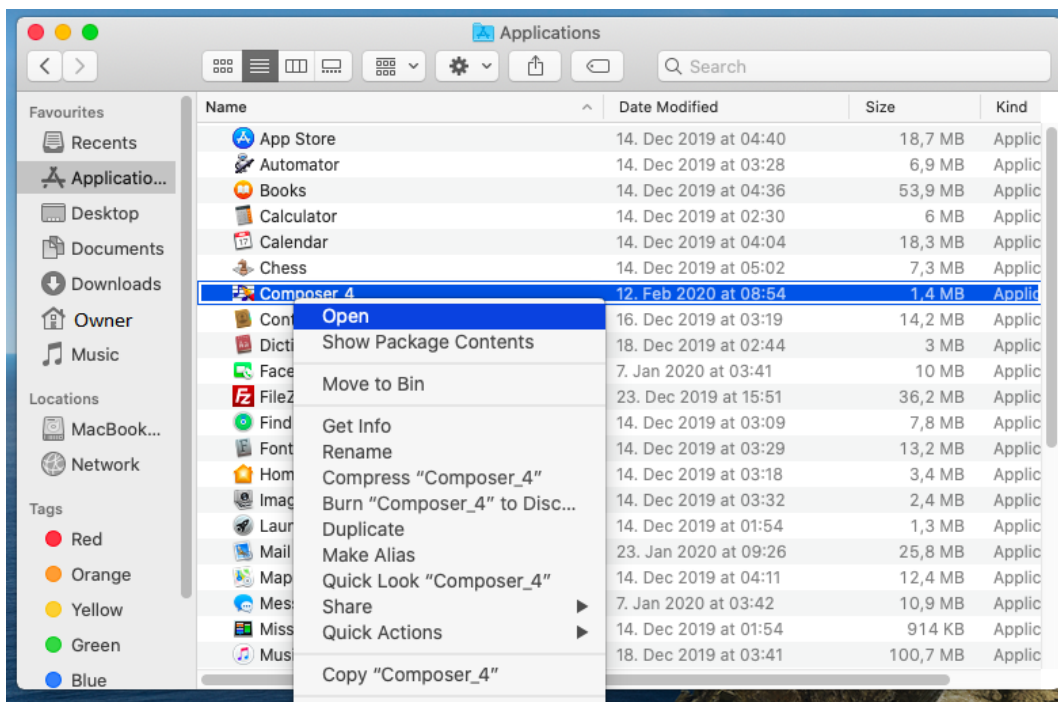 Applications
Search
Favourites
Recents
Applicatio...
Desktop
Documents
Downloads
Owner
Music
Locations
MacBook...
Network
Tags
Red
Orange
Yellow
Green
Blue
Name Date Modified Size Kind
App Store 14. Dec 2019 at 04:40 18,7 MB Applic
Automator 14. Dec 2019 at 03:28 6,9 MB Applic
Books 14. Dec 2019 at 04:36 53,9 MB Applic
Calculator 14. Dec 2019 at 02:30 6 MB Applic
Calendar 14. Dec 2019 at 04:04 18,3 MB Applic
Chess 14. Dec 2019 at 05:02 7,3 MB Applic
Composer_4 12. Feb 2020 at 08:54 1,4 MB Applic
Cont 16. Dec 2019 at 03:19 14,2 MB Applic
Dicti 18. Dec 2019 at 02:44 3 MB Applic
Face 7. Jan 2020 at 03:41 10 MB Applic
FileZ 23. Dec 2019 at 15:51 36,2 MB Applic
Find 14. Dec 2019 at 03:09 7,8 MB Applic
Font 14. Dec 2019 at 03:29 13,2 MB Applic
Hom 14. Dec 2019 at 03:18 3,4 MB Applic
Imag 14. Dec 2019 at 03:32 2,4 MB Applic
Laun 14. Dec 2019 at 01:54 1,3 MB Applic
Mail 23. Jan 2020 at 09:26 25,8 MB Applic
Map 14. Dec 2019 at 04:11 12,4 MB Applic
Mes 7. Jan 2020 at 03:42 10,9 MB Applic
Miss 14. Dec 2019 at 01:54 914 KB Applic
Mus 18. Dec 2019 at 03:41 100,7 MB Applic
Open
Show Package Contents
Move to Bin
Get Info
Rename
Compress “Composer_4”
Burn “Composer_4” to Disc...
Duplicate
Make Alias
Quick Look “Composer_4”
Share
Quick Actions
Copy “Composer_4”